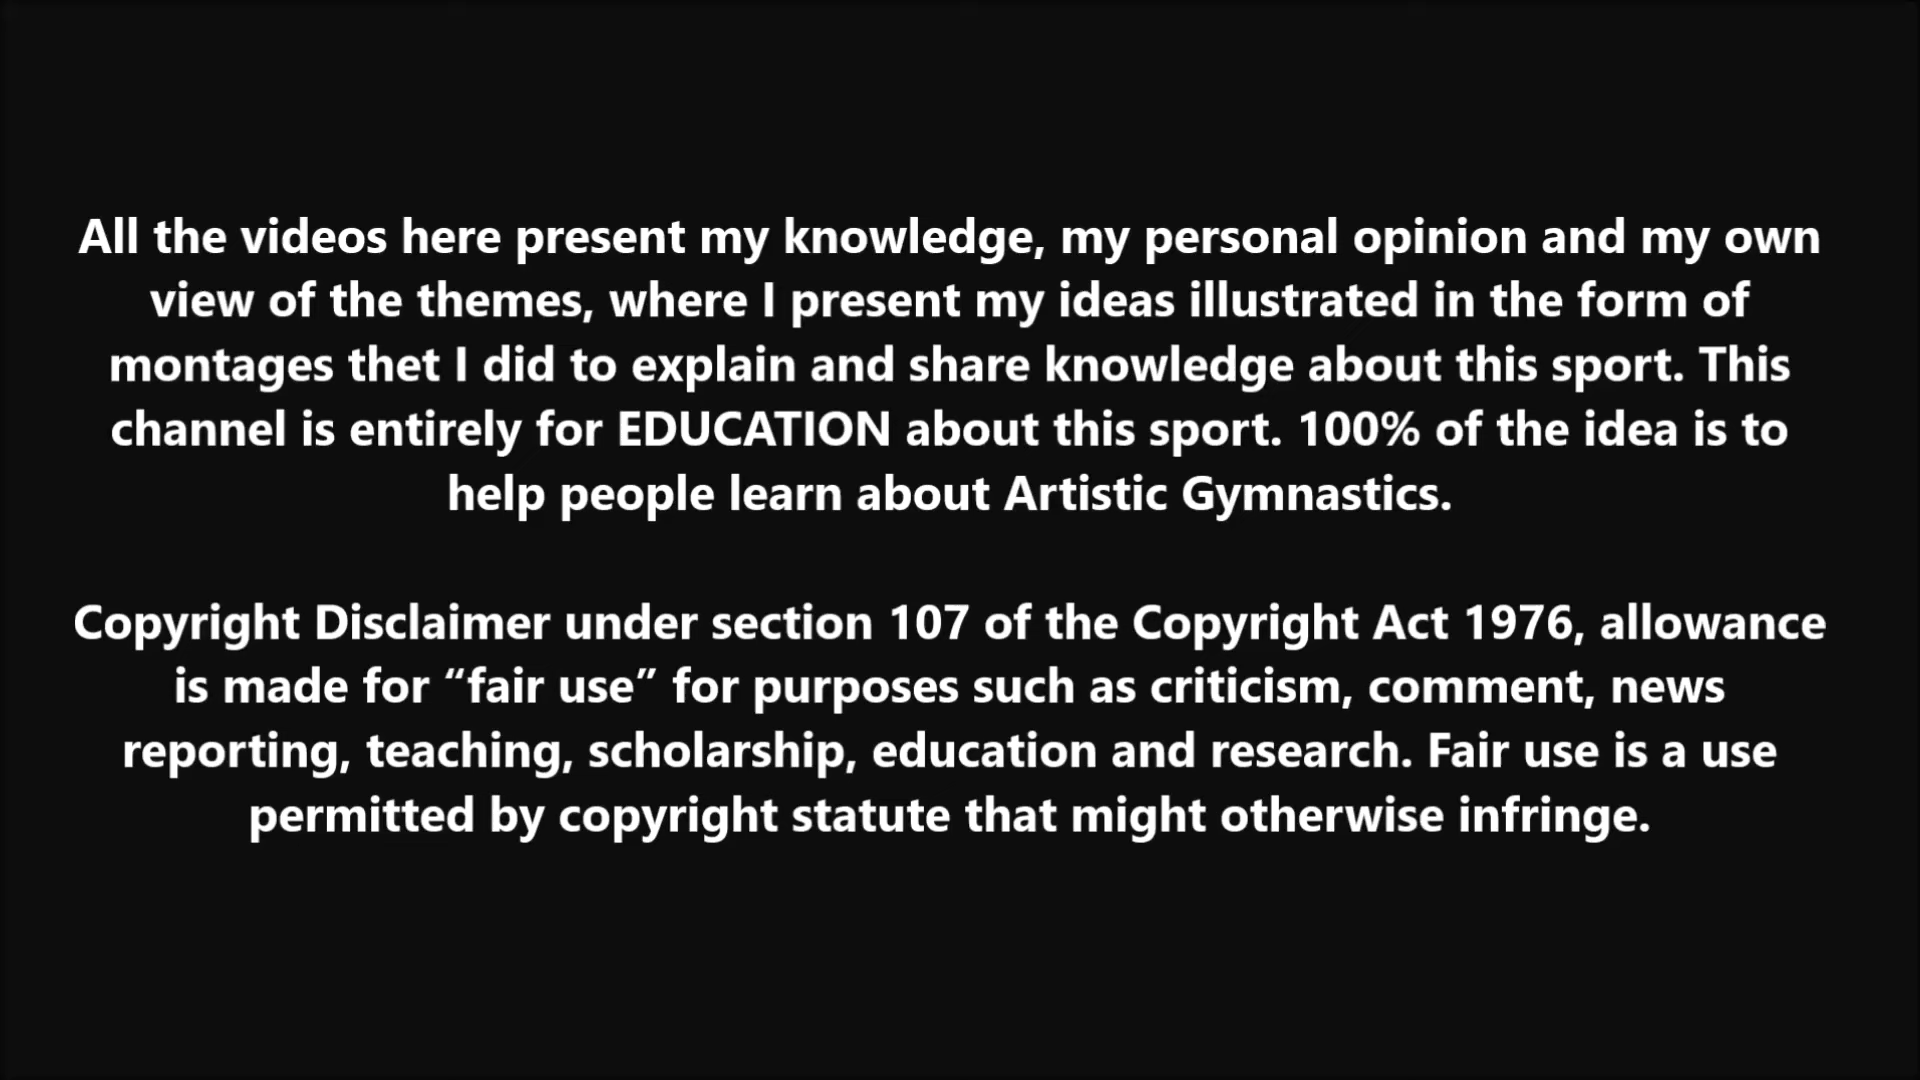 All the videos here present my knowledge, my personal opinion and my own
view of the themes, where I present my ideas illustrated in the form of
montages thet I did to explain and share knowledge about this sport. This
channel is entirely for EDUCATION about this sport. 100% of the idea is to
help people learn about Artistic Gymnastics.
Copyright Disclaimer under section 107 of the Copyright Act 1976, allowance
is made for “fair use” for purposes such as criticism, comment, news
reporting, teaching, scholarship, education and research. Fair use is a use
permitted by copyright statute that might otherwise infringe.